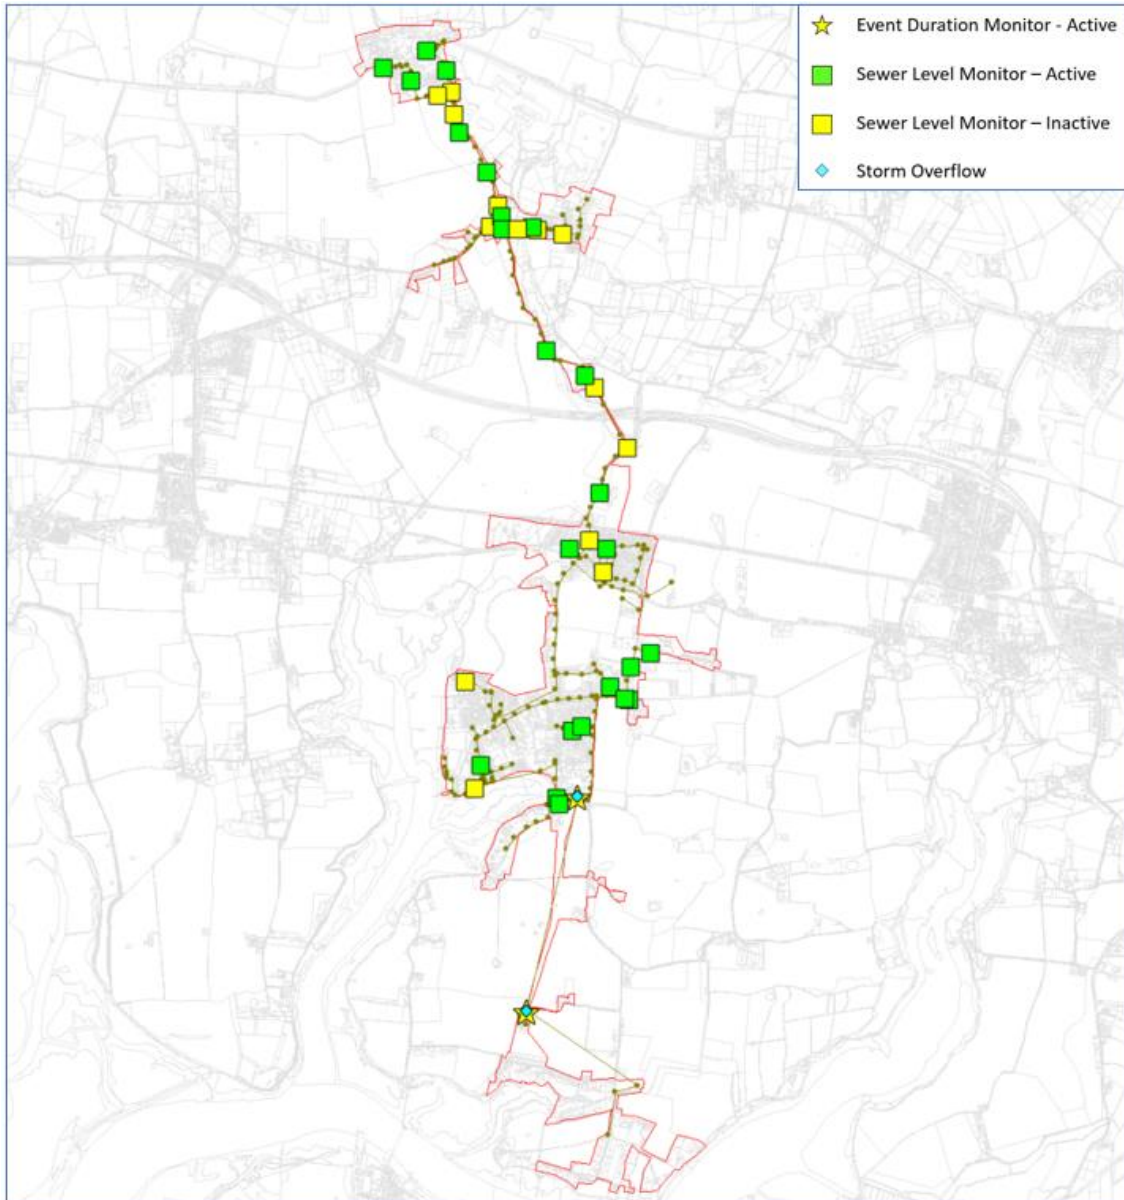 Event Duration Monitor - Active
Sewer Level Monitor – Active
Sewer Level Monitor – Inactive
Storm Overflow